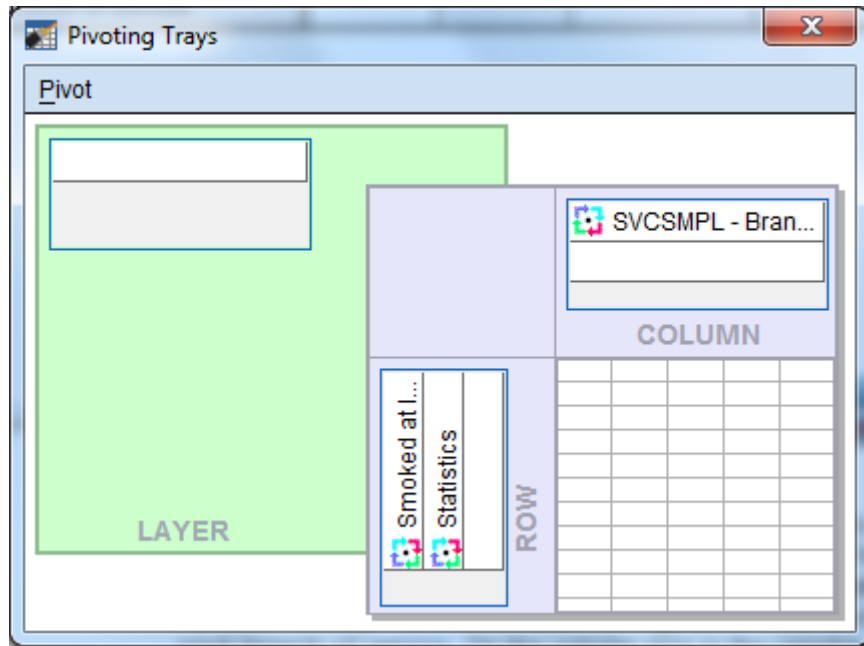 Pivoting Trays
Pivot
SVCSMPL - Bran...
COLUMN
Smoked at l...
Statistics
ROW
LAYER